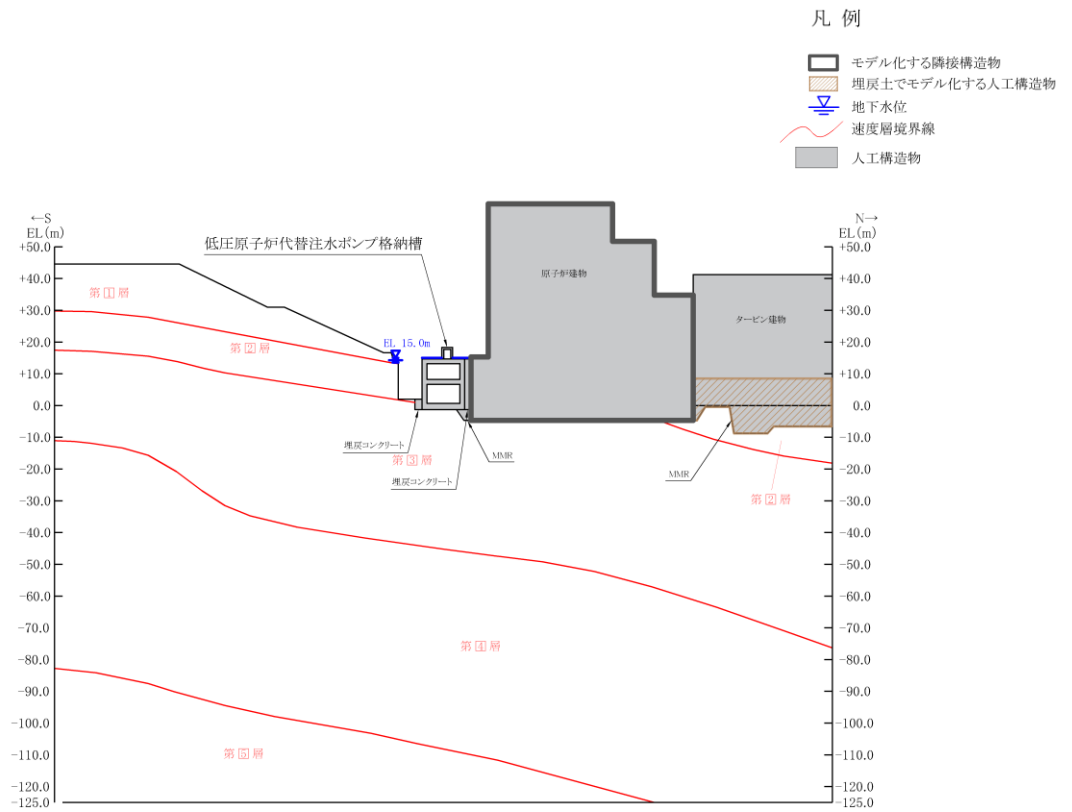 凡 例
モデル化する隣接構造物
埋戻土でモデル化する人工構造物
地下水位
速度層境界線
人工構造物
←S
EL(m)
N→
EL(m)
+50.0
+40.0
+30.0
+20.0
+10.0
0.0
-10.0
-20.0
-30.0
-40.0
-50.0
-60.0
-70.0
-80.0
-90.0
-100.0
-110.0
-120.0
-125.0
低圧原子炉代替注水ポンプ格納槽
原子炉建物
タービン建物
第1層
第2層
EL 15.0m
埋戻コンクリート
第3層
MMR
埋戻コンクリート
MMR
第2層
第4層
第5層
+50.0
+40.0
+30.0
+20.0
+10.0
0.0
-10.0
-20.0
-30.0
-40.0
-50.0
-60.0
-70.0
-80.0
-90.0
-100.0
-110.0
-120.0
-125.0